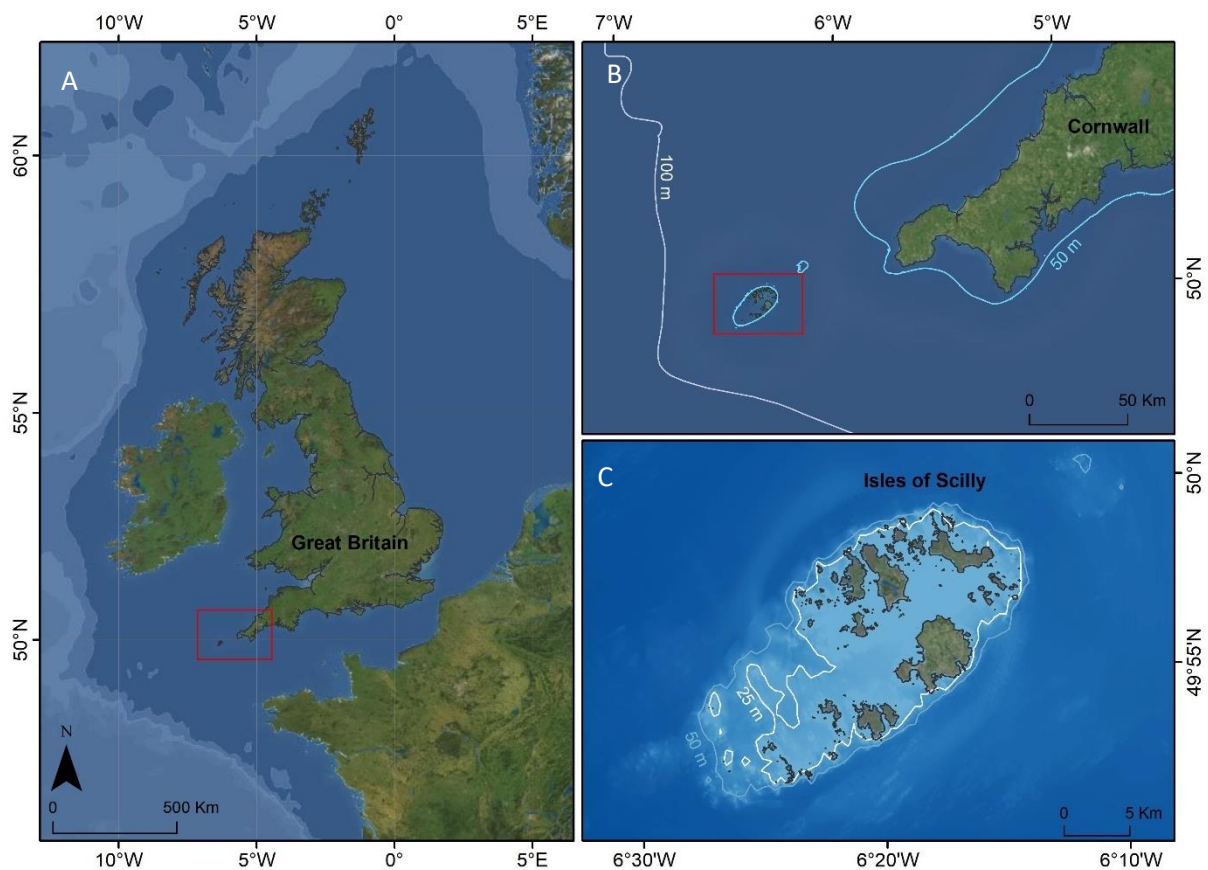 10°W 5°W 0° 5°E
7°W 6°W 5°W
A
60°N
55°N
50°N
Great Britain
N
0 500 Km
10°W 5°W 0° 5°E
B
Cornwall
100 m
50 m
50°N
0 50 Km
C
Isles of Scilly
50°N
49°55'N
25 m
50 m
0 5 Km
6°30'W 6°20'W 6°10'W